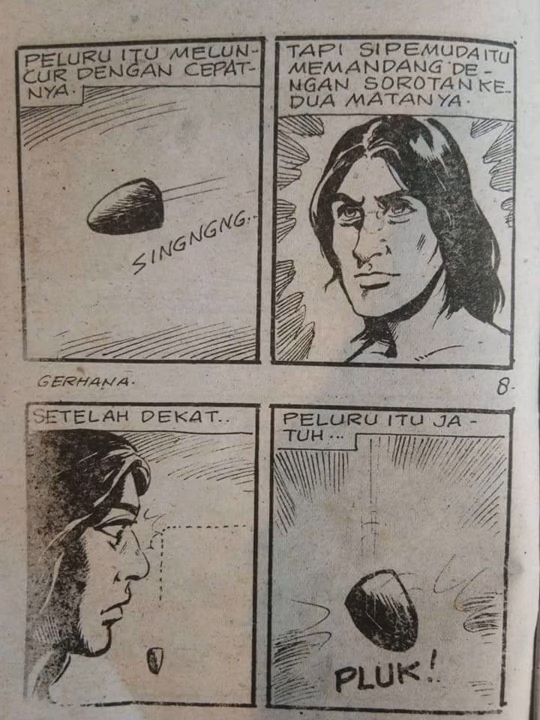 PELURU ITU MELUN-
CUR DENGAN CEPAT-
NYA.
SINGNGNG..
TAPI SIPEMUDA ITU
MEMANDANG DE-
NGAN SOROTAN KE-
DUA MATANYA.
GERHANA.
8.
SETELAH DEKAT..
PELURU ITU JA-
TUH...
PLUK!